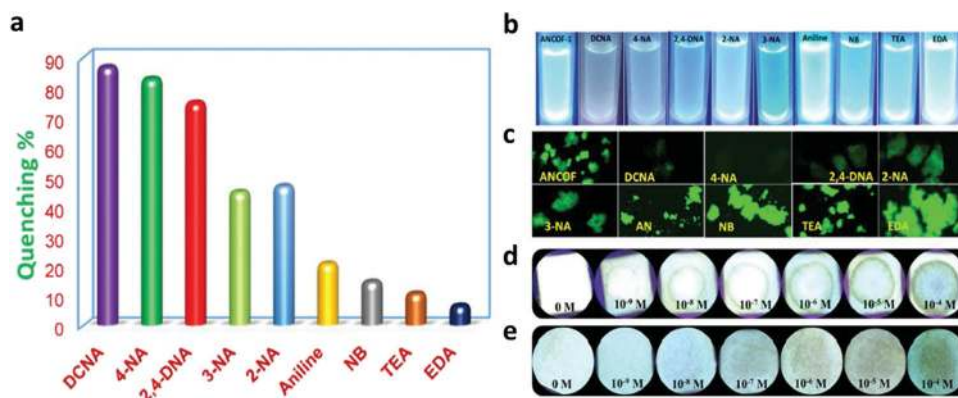 a
Quenching %
90
80
70
60
50
40
30
20
10
0
DCNA 4-NA 2,4-DNA 3-NA 2-NA Aniline NB TEA EDA
b
ANCOF-1 DCNA 4-NA 2,4-DNA 2-NA 3-NA Aniline NB TEA EDA
c
ANCOF DCNA 4-NA 2,4-DNA 2-NA
3-NA AN NB TEA EDA
d
0 M 10⁻⁹ M 10⁻⁸ M 10⁻⁷ M 10⁻⁶ M 10⁻⁵ M 10⁻⁴ M
e
0 M 10⁻⁹ M 10⁻⁸ M 10⁻⁷ M 10⁻⁶ M 10⁻⁵ M 10⁻⁴ M